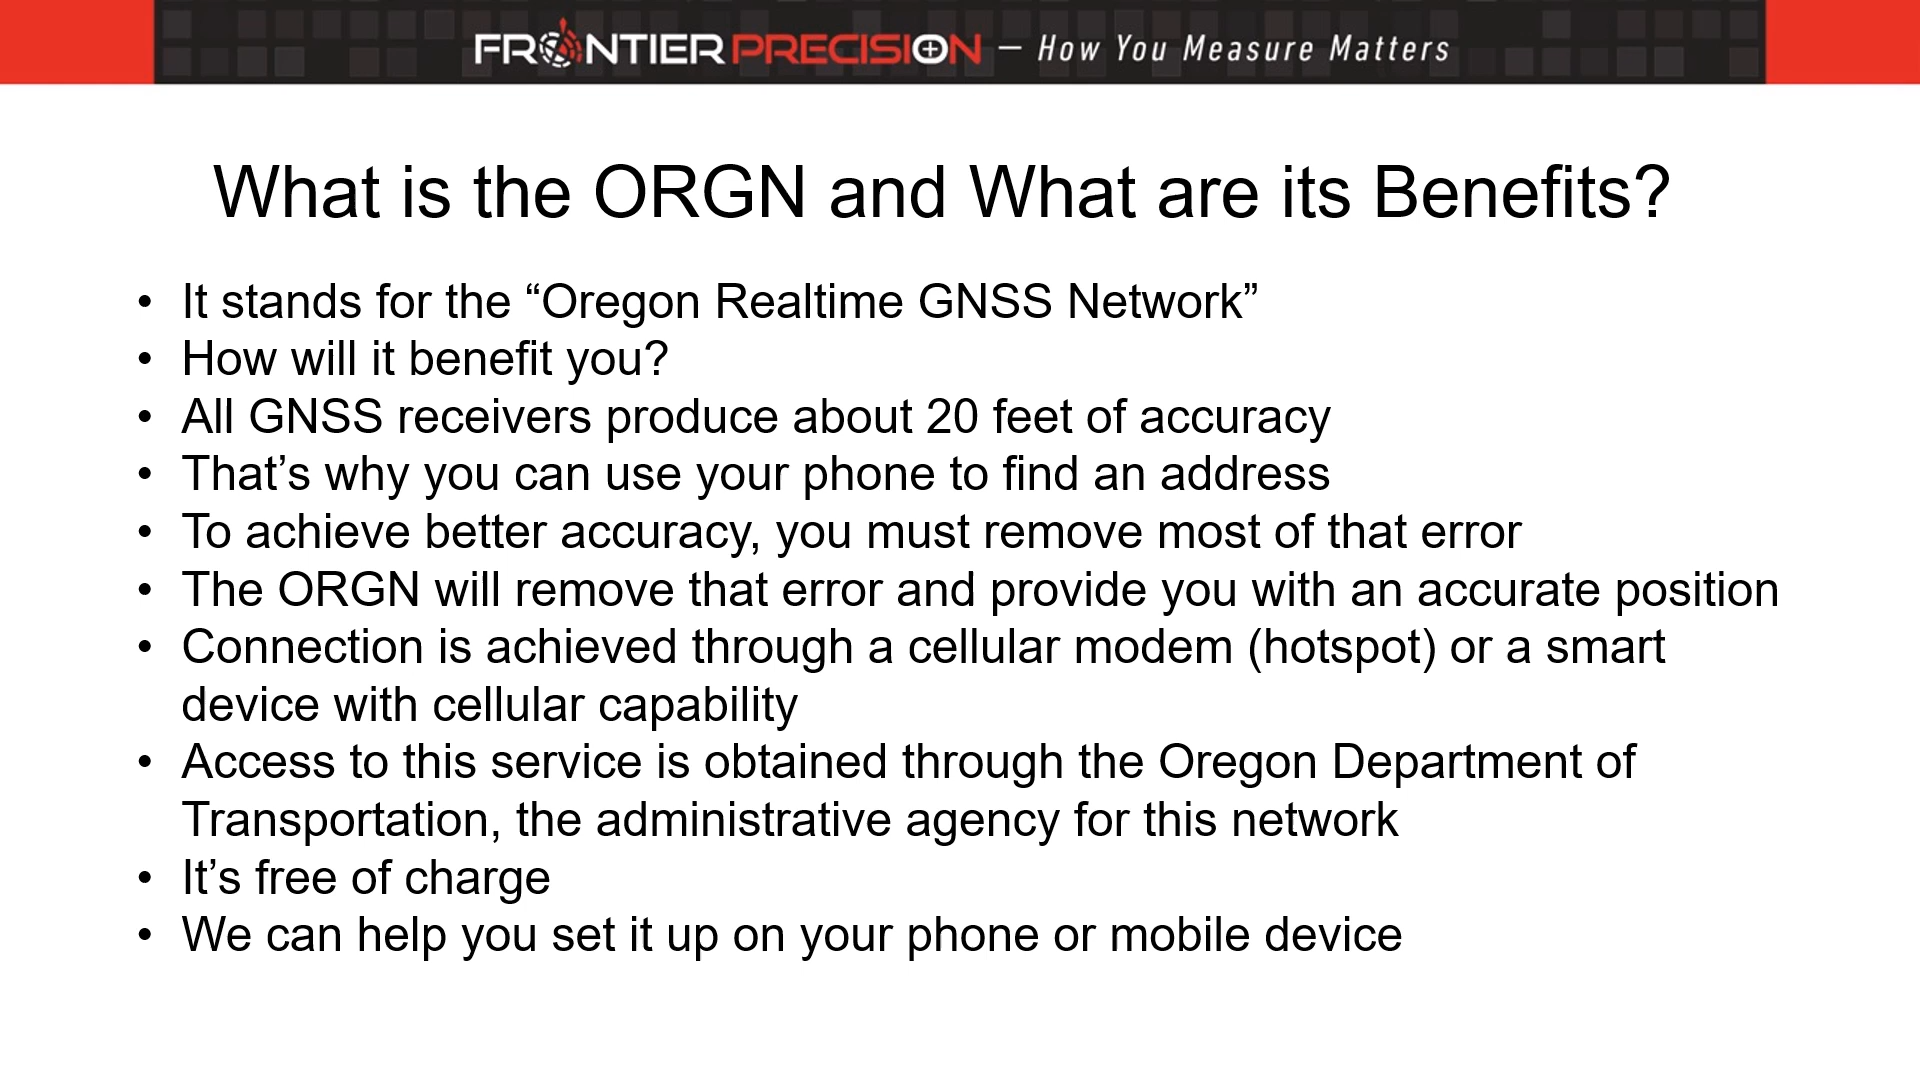 FRONTIER PRECISION – How You Measure Matters
What is the ORGN and What are its Benefits?
• It stands for the “Oregon Realtime GNSS Network”
• How will it benefit you?
• All GNSS receivers produce about 20 feet of accuracy
• That’s why you can use your phone to find an address
• To achieve better accuracy, you must remove most of that error
• The ORGN will remove that error and provide you with an accurate position
• Connection is achieved through a cellular modem (hotspot) or a smart
device with cellular capability
• Access to this service is obtained through the Oregon Department of
Transportation, the administrative agency for this network
• It’s free of charge
• We can help you set it up on your phone or mobile device